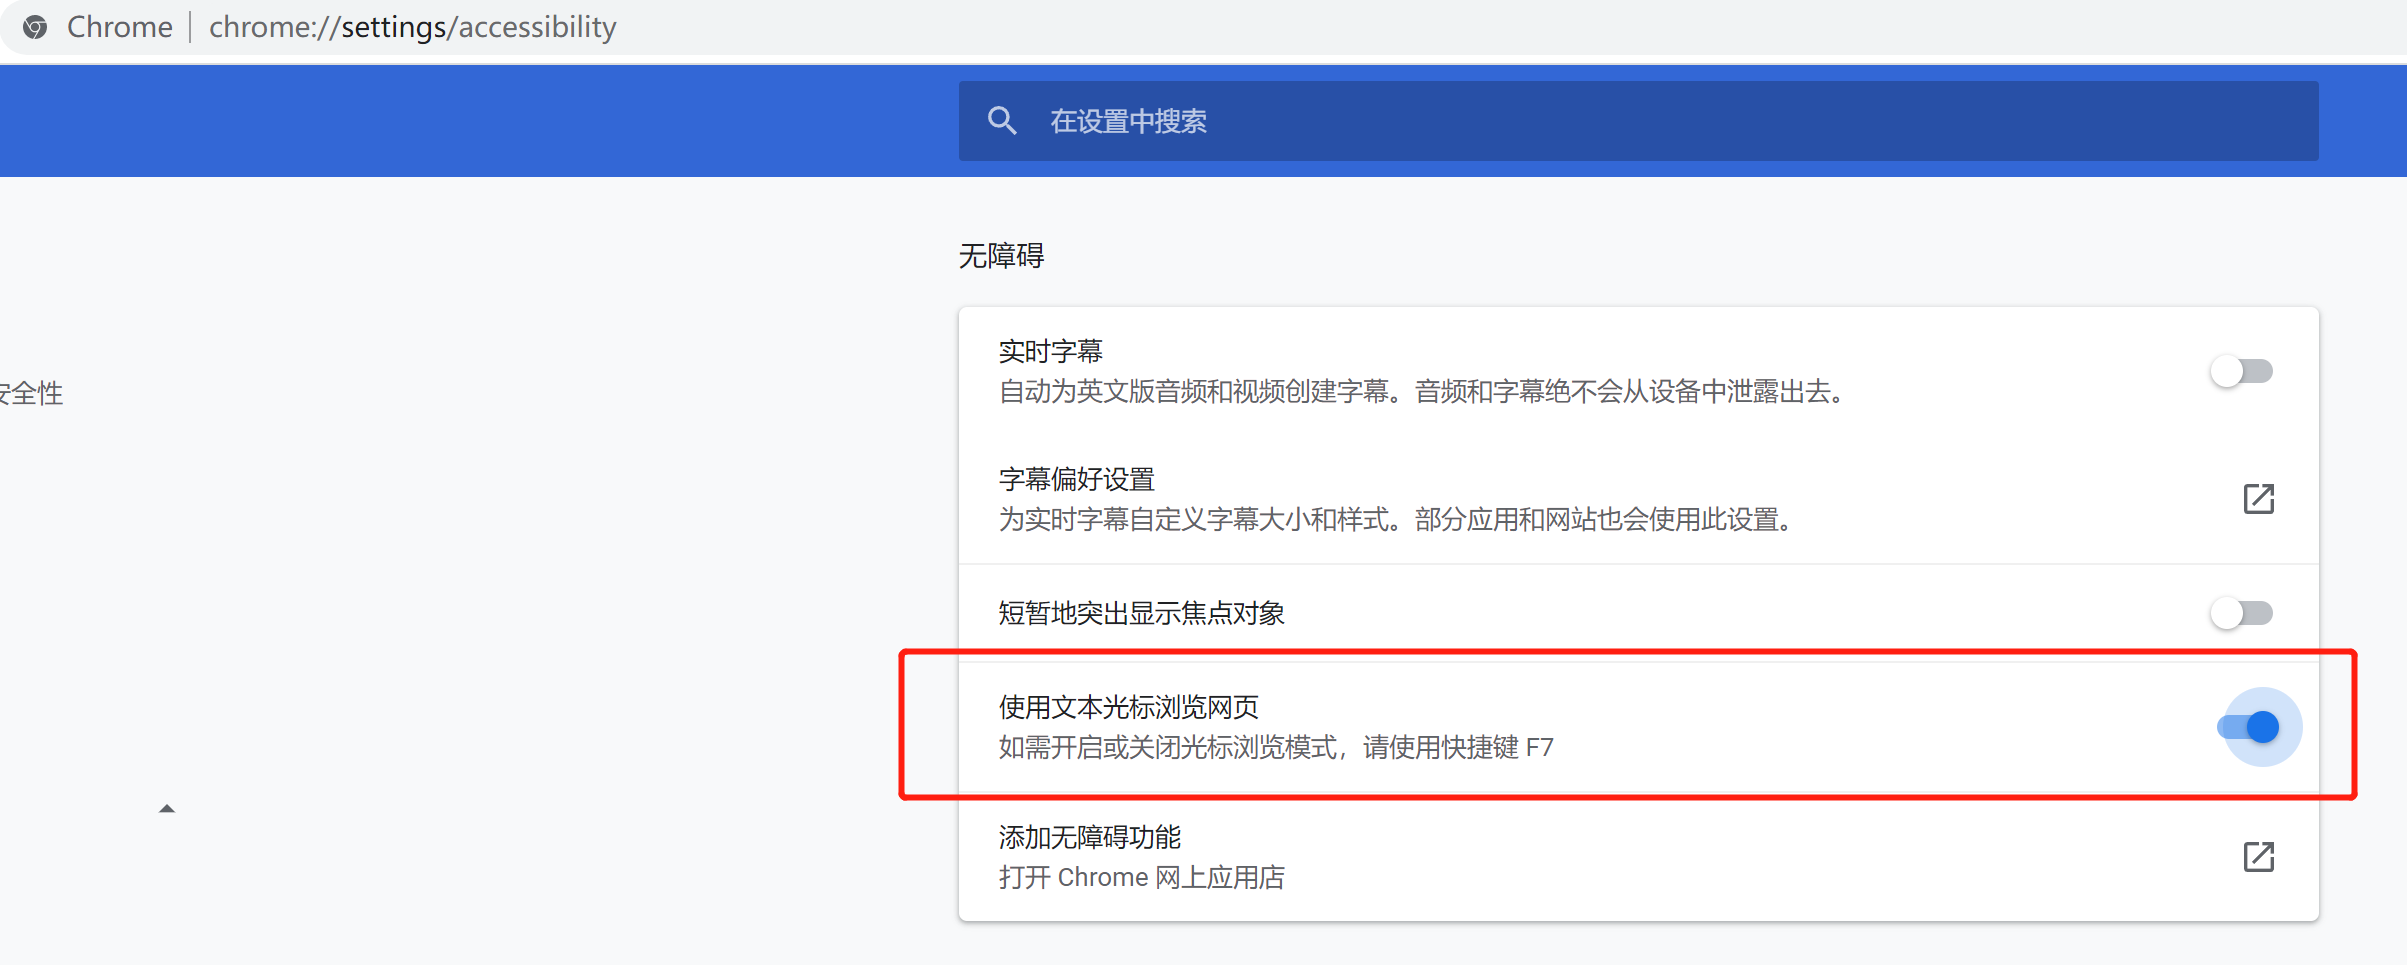 Chrome
chrome://settings/accessibility
在设置中搜索
无障碍
实时字幕
自动为英文版音频和视频创建字幕。音频和字幕绝不会从设备中泄露出去。
安全性
字幕偏好设置
为实时字幕自定义字幕大小和样式。部分应用和网站也会使用此设置。
短暂地突出显示焦点对象
使用文本光标浏览网页
如需开启或关闭光标浏览模式，请使用快捷键 F7
添加无障碍功能
打开 Chrome 网上应用店